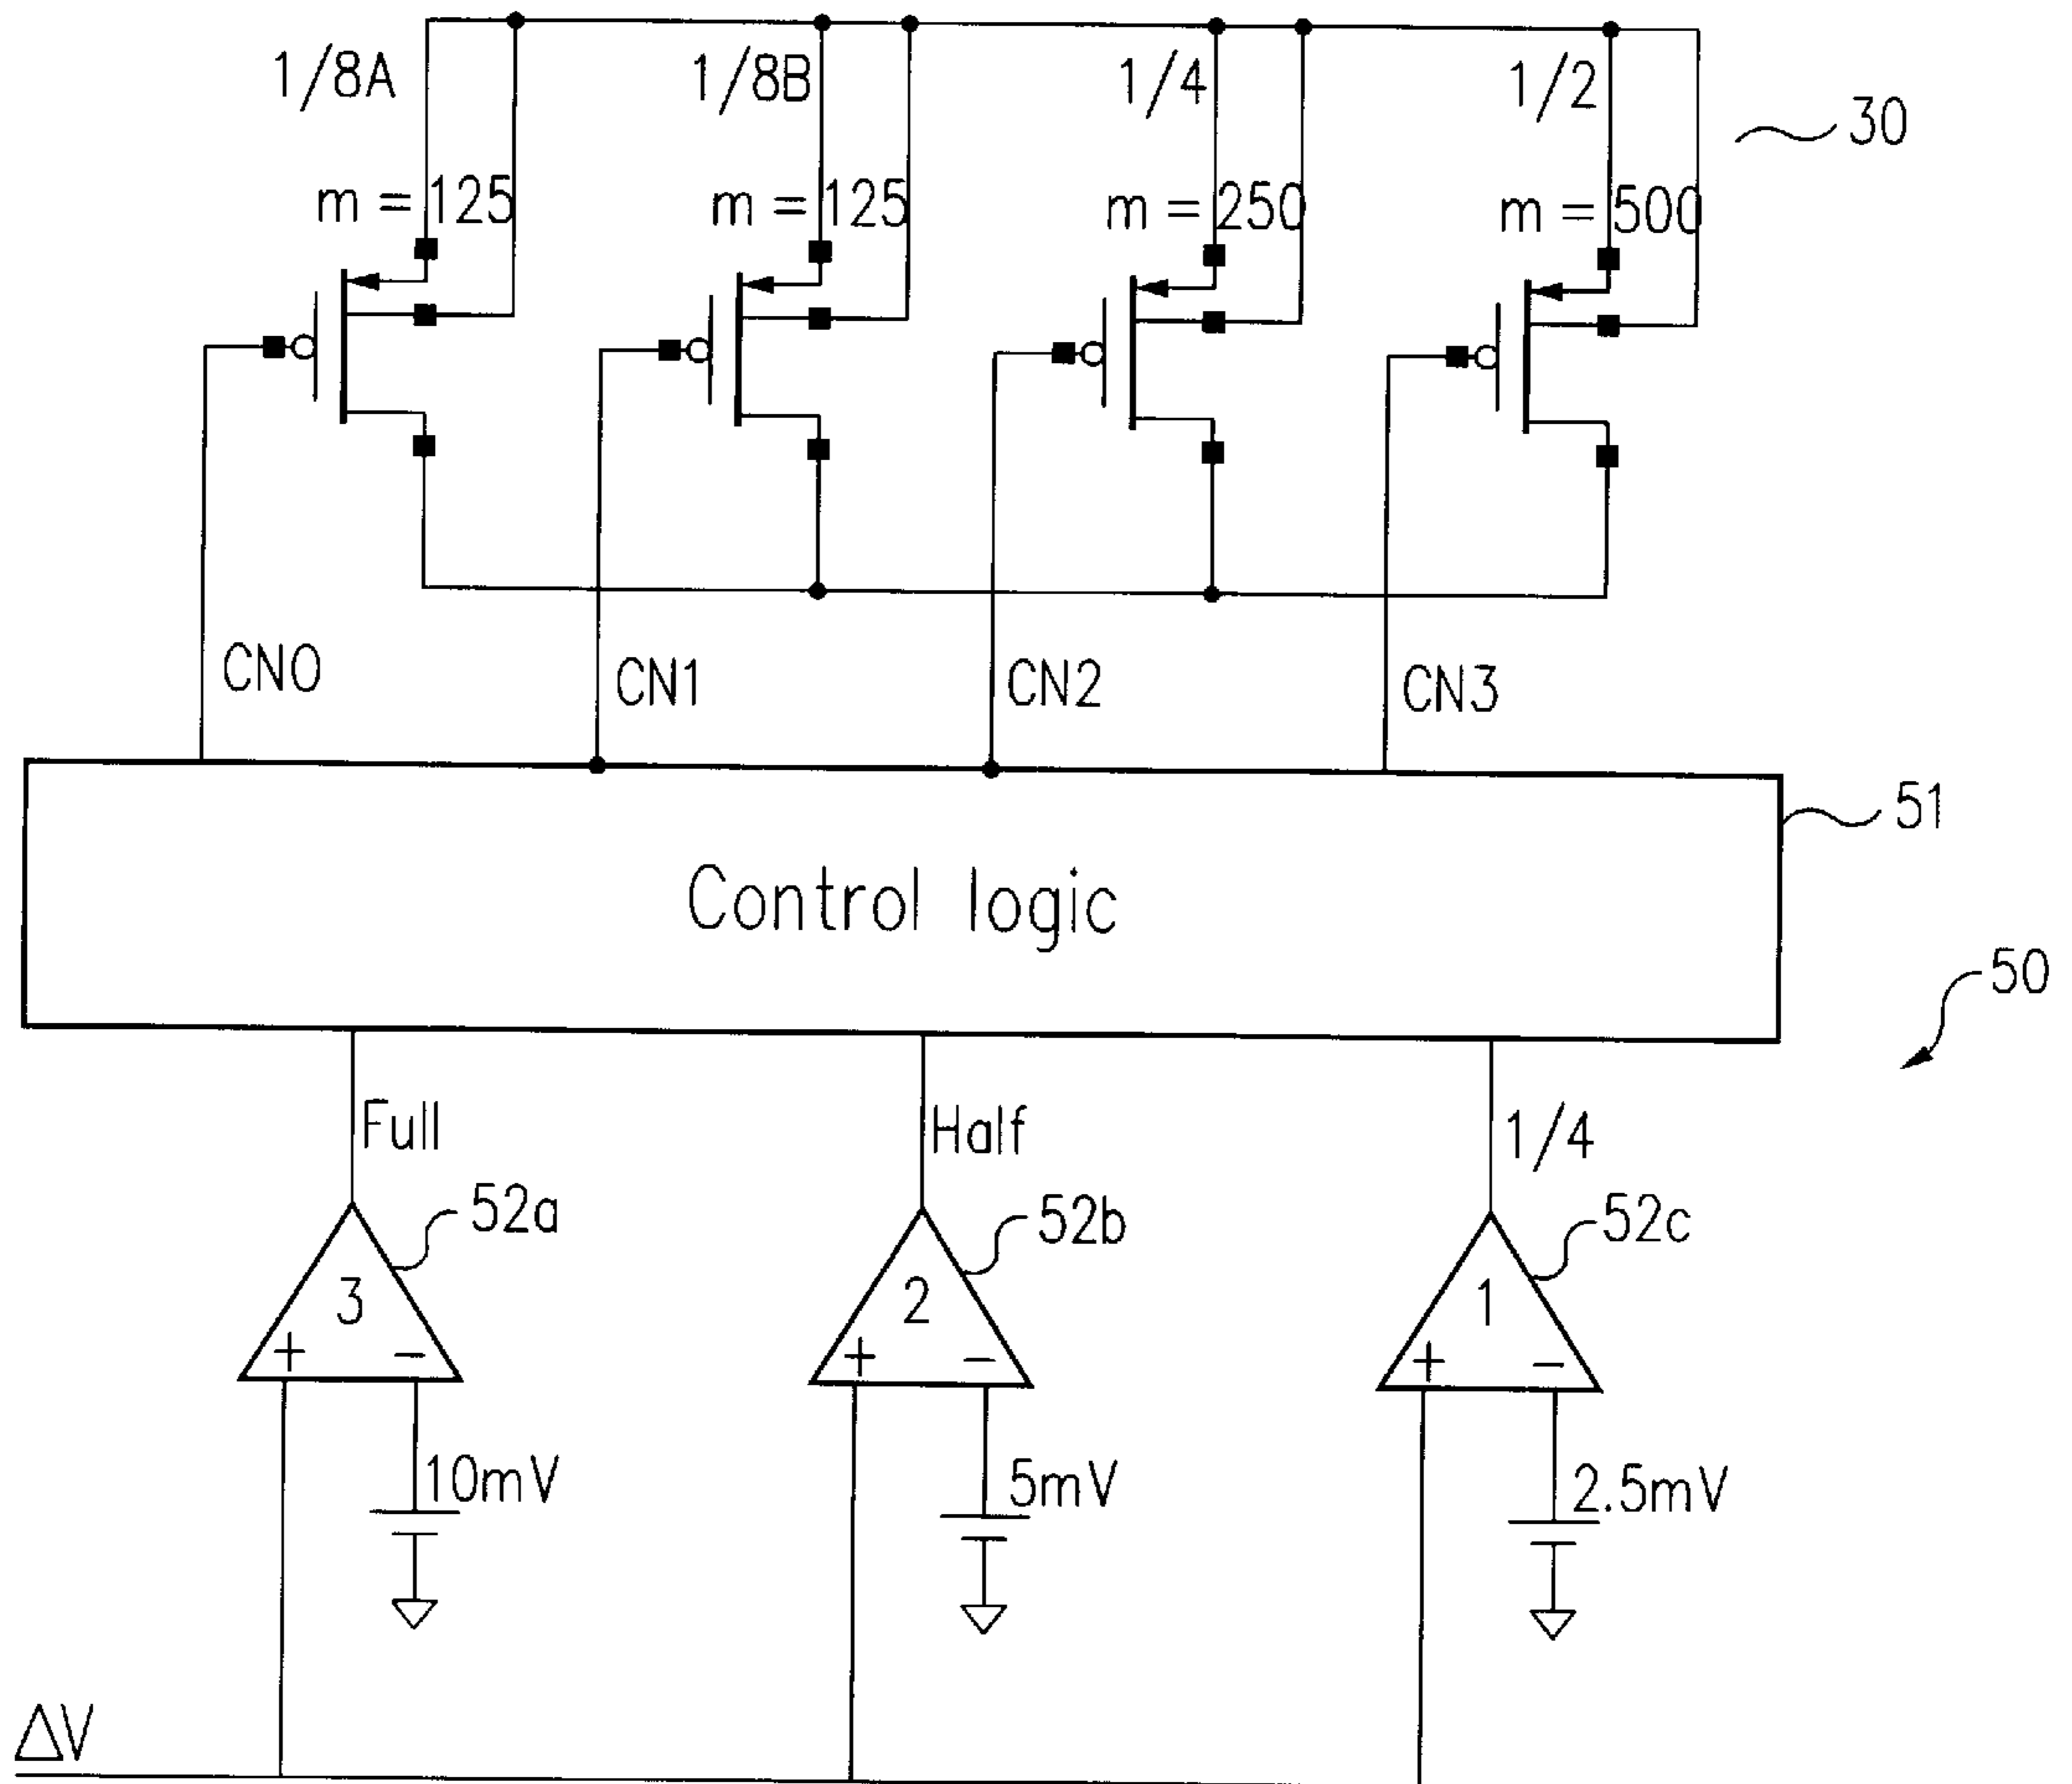 1/8A 1/8B 1/4 1/2
30
m = 125 m = 125 m = 250 m = 500
CN0 CN1 CN2 CN3
51
Control logic
50
Full Half 1/4
52a 52b 52c
3 2 1
+ − + − + −
10mV 5mV 2.5mV
ΔV